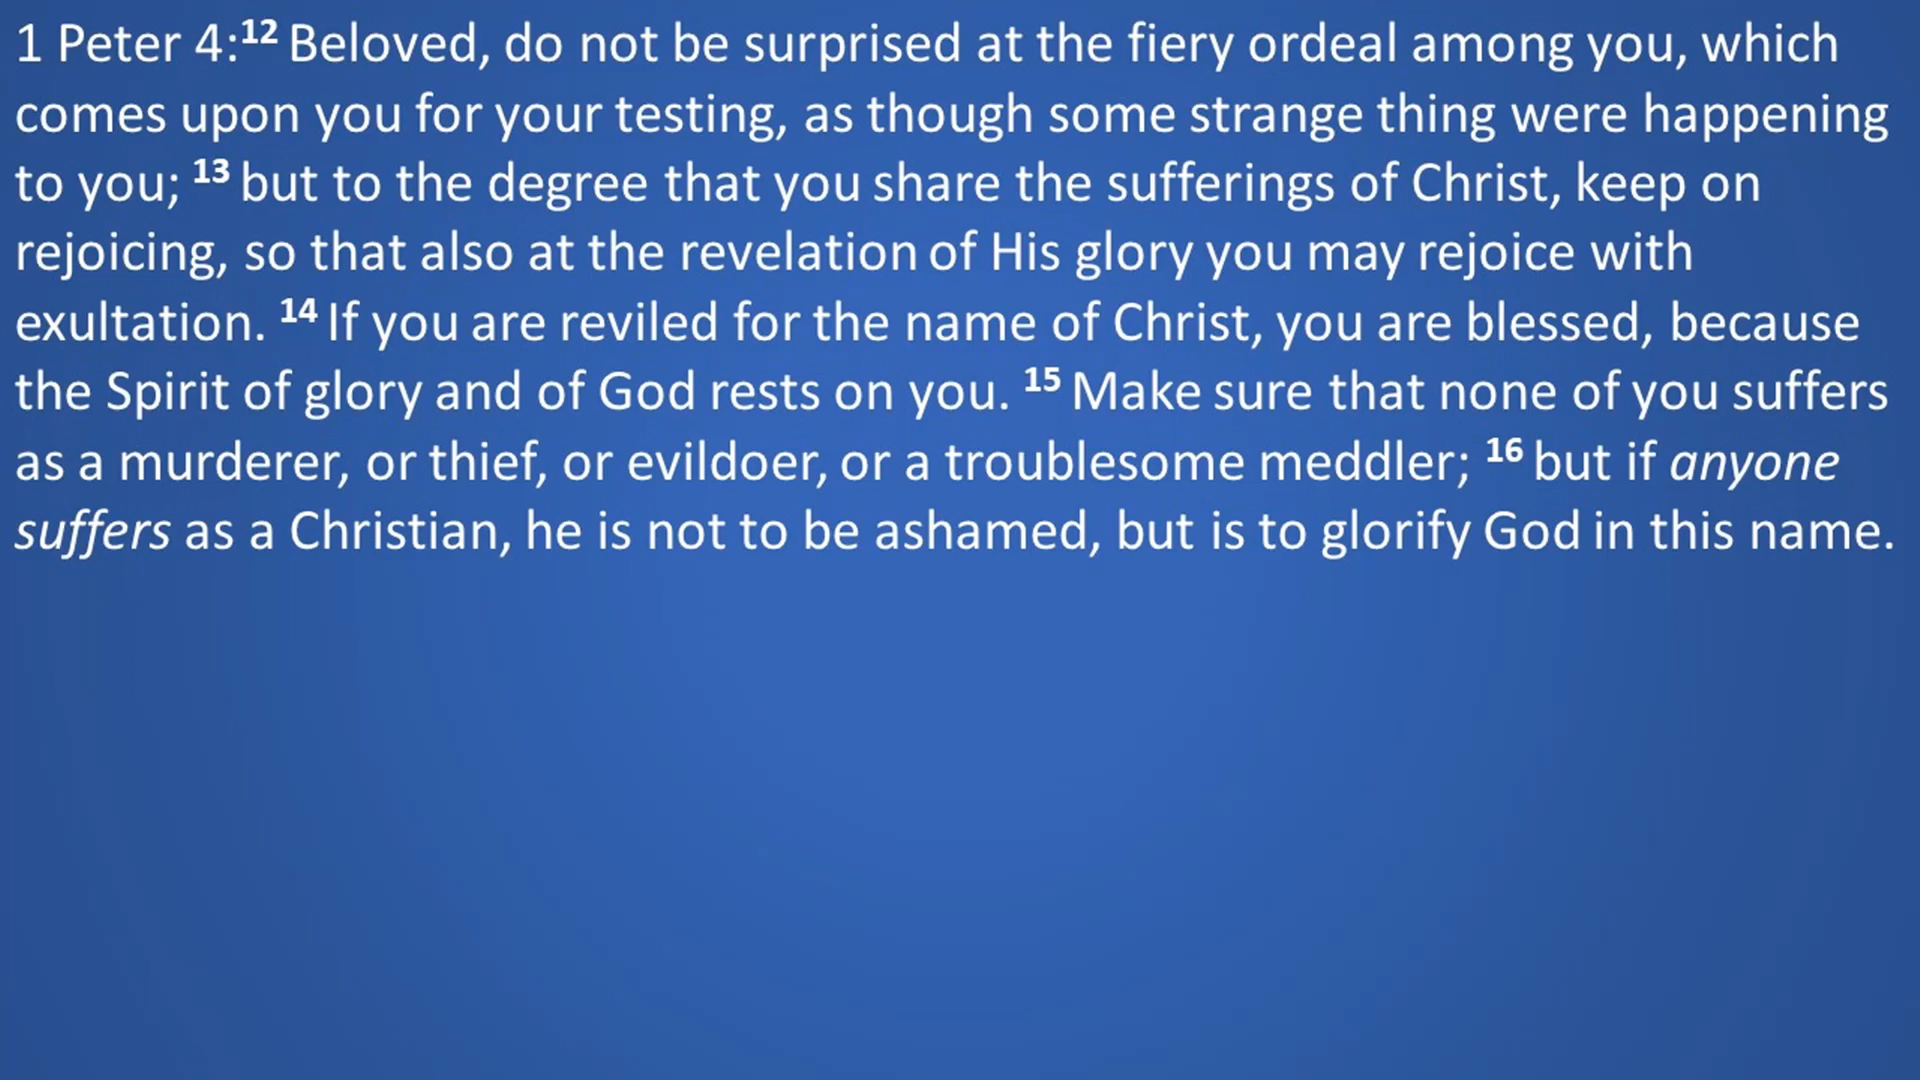 1 Peter 4:12 Beloved, do not be surprised at the fiery ordeal among you, which
comes upon you for your testing, as though some strange thing were happening
to you; 13 but to the degree that you share the sufferings of Christ, keep on
rejoicing, so that also at the revelation of His glory you may rejoice with
exultation. 14 If you are reviled for the name of Christ, you are blessed, because
the Spirit of glory and of God rests on you. 15 Make sure that none of you suffers
as a murderer, or thief, or evildoer, or a troublesome meddler; 16 but if anyone
suffers as a Christian, he is not to be ashamed, but is to glorify God in this name.